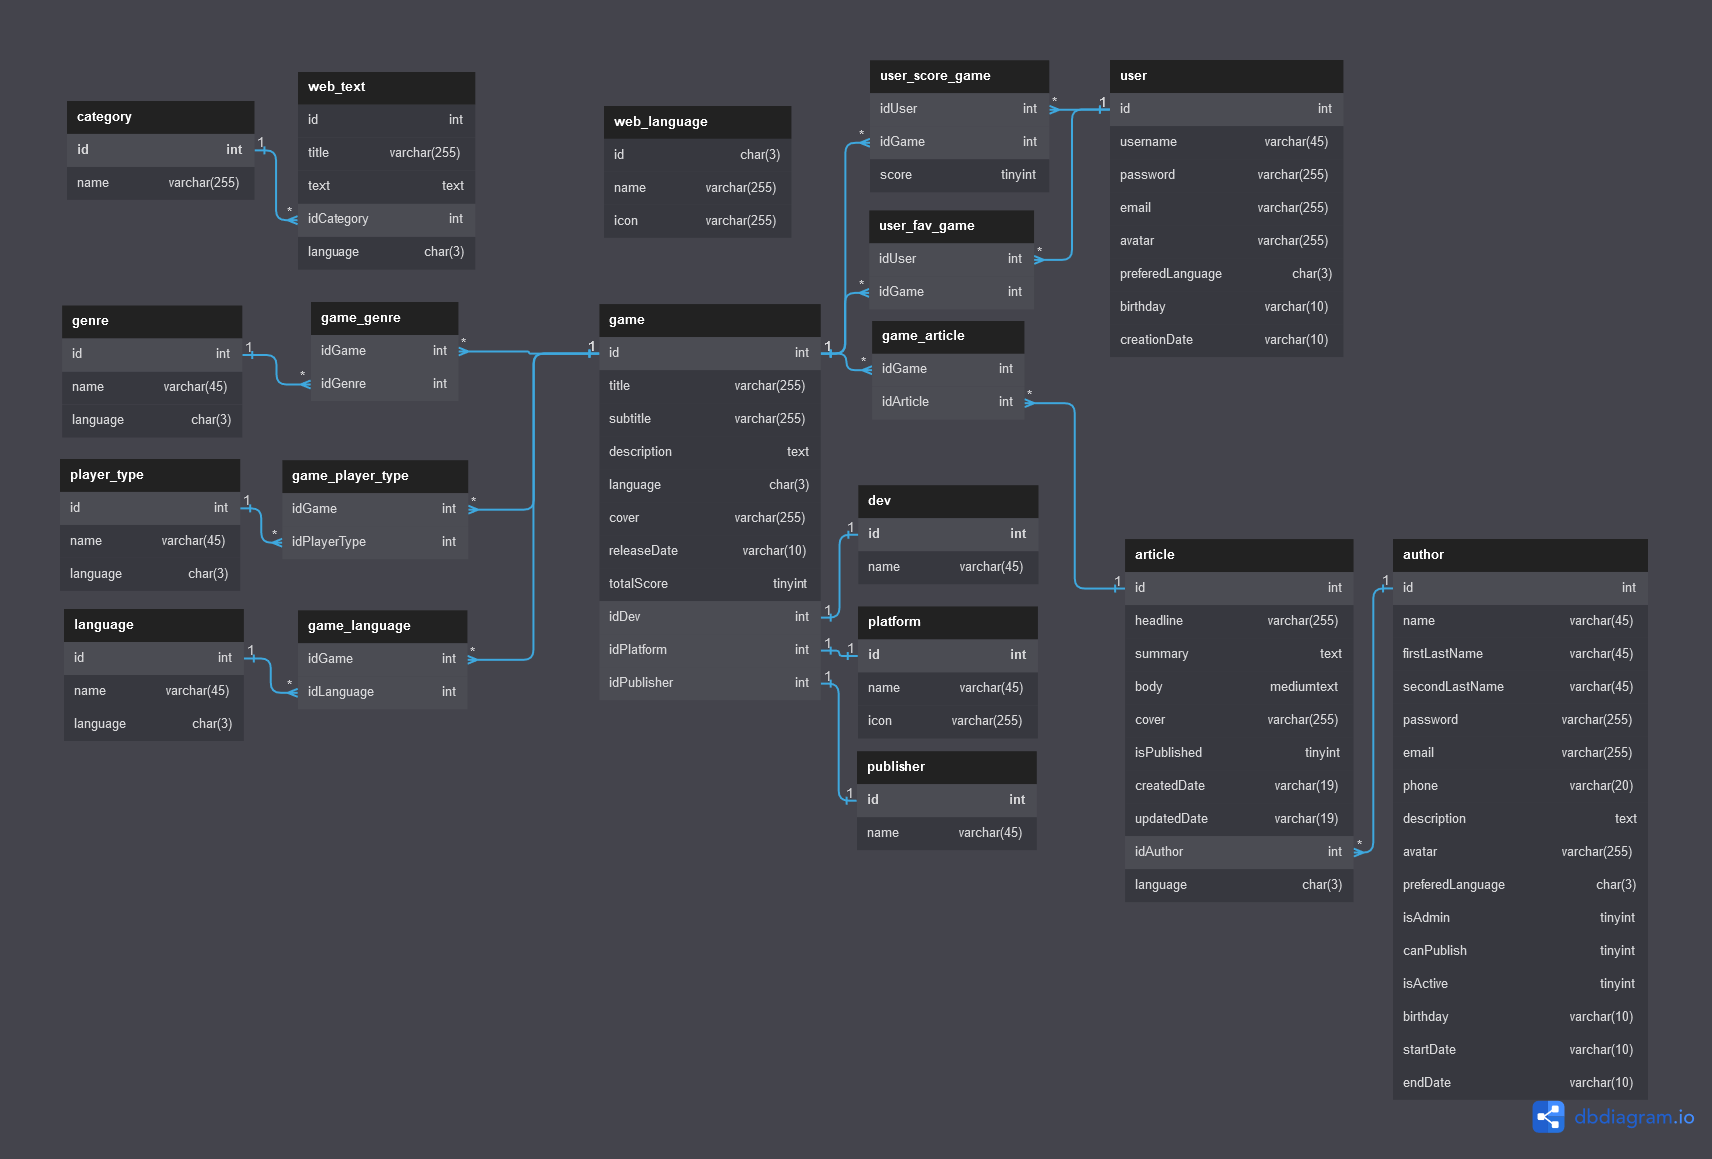 category
id int
name varchar(255)
1
*
web_text
id int
title varchar(255)
text text
idCategory int
language char(3)
web_language
id char(3)
name varchar(255)
icon varchar(255)
user_score_game
idUser int
idGame int
score tinyint
*
*
1
user
id int
username varchar(45)
password varchar(255)
email varchar(255)
avatar varchar(255)
preferedLanguage char(3)
birthday varchar(10)
creationDate varchar(10)
user_fav_game
idUser int
idGame int
*
*
genre
id int
name varchar(45)
language char(3)
1
*
game_genre
idGame int
idGenre int
*
1
game
id int
title varchar(255)
subtitle varchar(255)
description text
language char(3)
cover varchar(255)
releaseDate varchar(10)
totalScore tinyint
idDev int
idPlatform int
idPublisher int
1
1
1
1
game_article
idGame int
idArticle int
*
*
player_type
id int
name varchar(45)
language char(3)
1
*
game_player_type
idGame int
idPlayerType int
*
dev
id int
name varchar(45)
1
language
id int
name varchar(45)
language char(3)
1
*
game_language
idGame int
idLanguage int
*
platform
id int
name varchar(45)
icon varchar(255)
1
publisher
id int
name varchar(45)
1
1
article
id int
headline varchar(255)
summary text
body mediumtext
cover varchar(255)
isPublished tinyint
createdDate varchar(19)
updatedDate varchar(19)
idAuthor int
language char(3)
*
1
author
id int
name varchar(45)
firstLastName varchar(45)
secondLastName varchar(45)
password varchar(255)
email varchar(255)
phone varchar(20)
description text
avatar varchar(255)
preferedLanguage char(3)
isAdmin tinyint
canPublish tinyint
isActive tinyint
birthday varchar(10)
startDate varchar(10)
endDate varchar(10)
dbdiagram.io